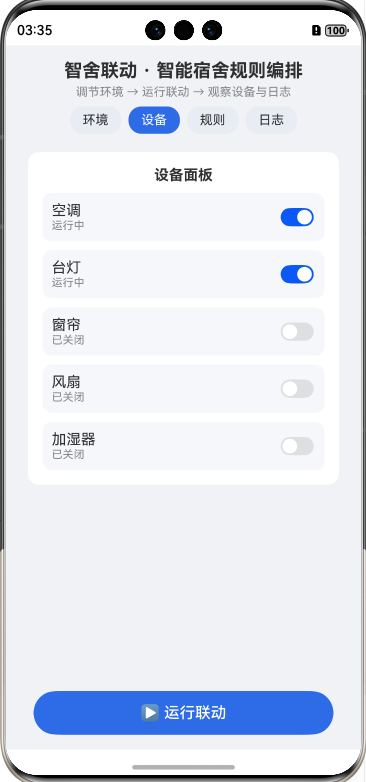 03:35
100
智舍联动 · 智能宿舍规则编排
调节环境 → 运行联动 → 观察设备与日志
环境 设备 规则 日志
设备面板
空调
运行中
台灯
运行中
窗帘
已关闭
风扇
已关闭
加湿器
已关闭
▶ 运行联动